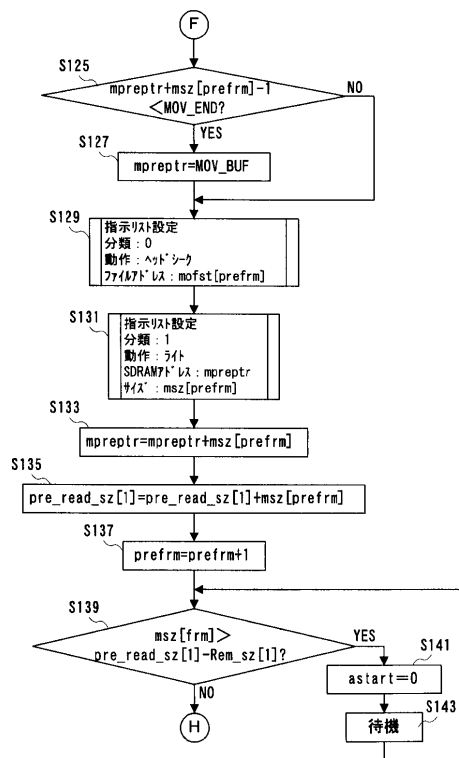 F
S125
mpreptr+msz[prefrm]-1
<MOV_END?
NO
YES
S127
mpreptr=MOV_BUF
S129
指示リスト設定
分類:0
動作:ヘッドシーク
ファイルアドレス:mofst[prefrm]
S131
指示リスト設定
分類:1
動作:ライト
SDRAMアドレス:mpreptr
サイズ:msz[prefrm]
S133
mpreptr=mpreptr+msz[prefrm]
S135
pre_read_sz[1]=pre_read_sz[1]+msz[prefrm]
S137
prefrm=prefrm+1
S139
msz[frm]>
pre_read_sz[1]-Rem_sz[1]?
YES
S141
astart=0
NO
S143
待機
H